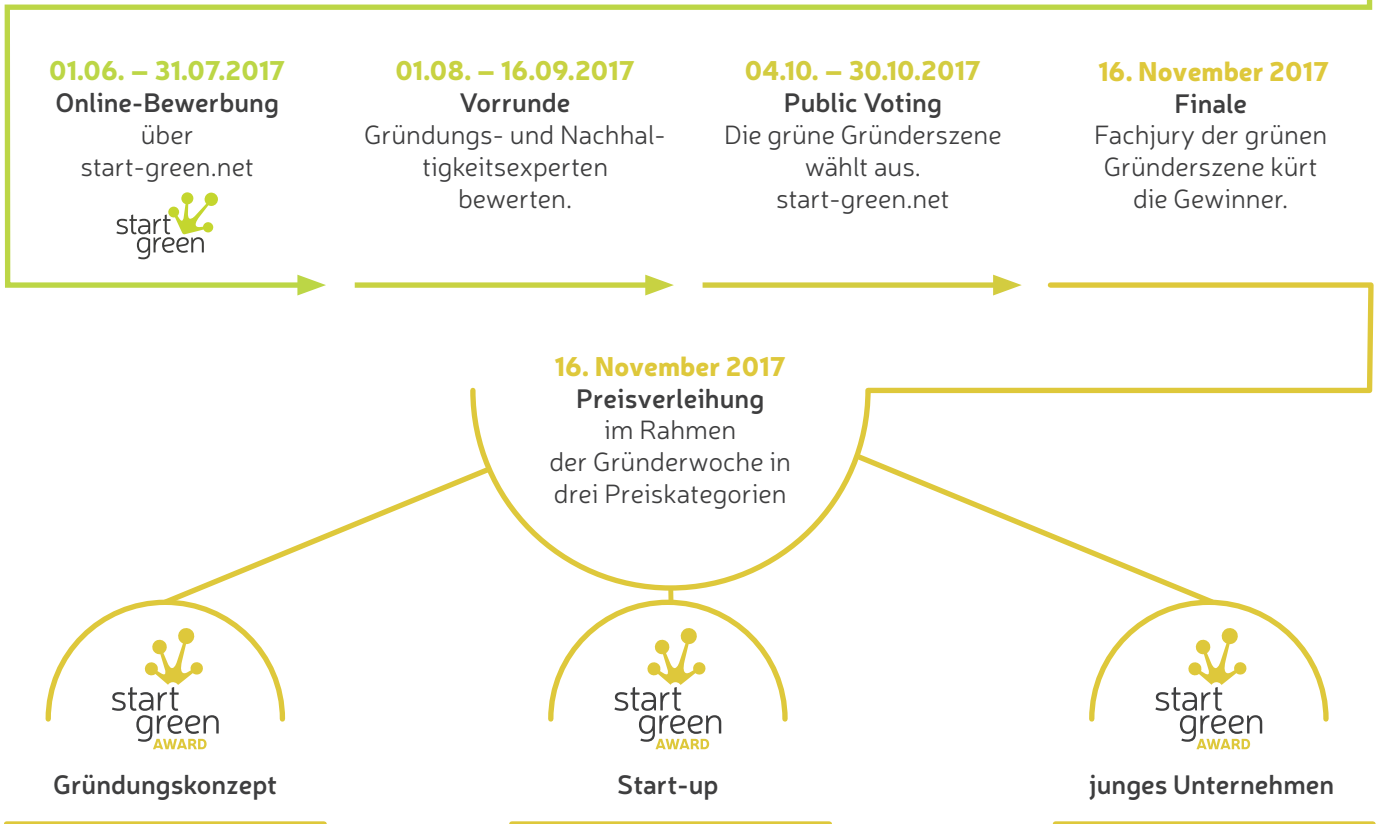 01.06. – 31.07.2017
Online-Bewerbung
über
start-green.net
start
green
01.08. – 16.09.2017
Vorrunde
Gründungs- und Nachhal-
tigkeitsexperten
bewerten.
04.10. – 30.10.2017
Public Voting
Die grüne Gründerszene
wählt aus.
start-green.net
16. November 2017
Finale
Fachjury der grünen
Gründerszene kürt
die Gewinner.
16. November 2017
Preisverleihung
im Rahmen
der Gründerwoche in
drei Preiskategorien
start
green
AWARD
Gründungskonzept
start
green
AWARD
Start-up
start
green
AWARD
junges Unternehmen